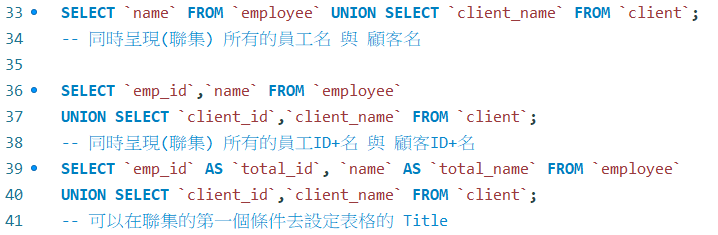 33 SELECT `name` FROM `employee` UNION SELECT `client_name` FROM `client`;
34 -- 同時呈現(聯集) 所有的員工名 與 顧客名
35
36 SELECT `emp_id`,`name` FROM `employee`
37 UNION SELECT `client_id`,`client_name` FROM `client`;
38 -- 同時呈現(聯集) 所有的員工ID+名 與 顧客ID+名
39 SELECT `emp_id` AS `total_id`, `name` AS `total_name` FROM `employee`
40 UNION SELECT `client_id`,`client_name` FROM `client`;
41 -- 可以在聯集的第一個條件去設定表格的 Title